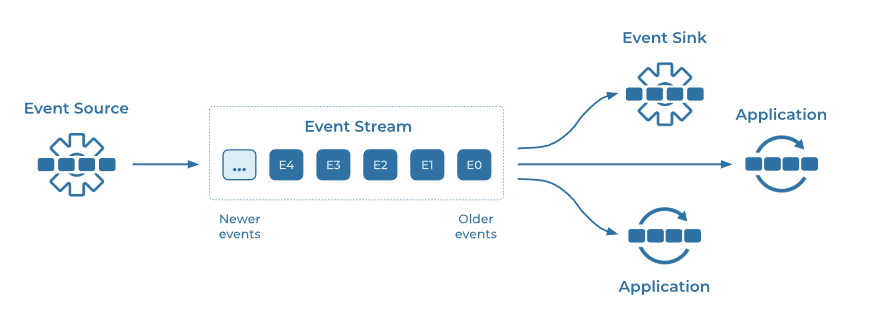 Event Sink
Event Source
Application
Event Stream
...
E4
E3
E2
E1
E0
Newer
events
Older
events
Application